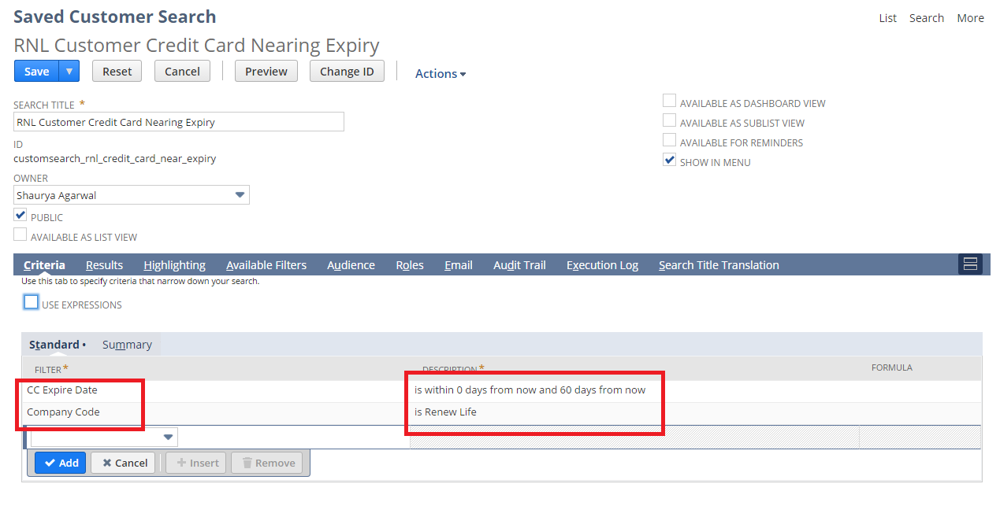 Saved Customer Search
List Search More
RNL Customer Credit Card Nearing Expiry
Save Reset Cancel Preview Change ID Actions
SEARCH TITLE *
RNL Customer Credit Card Nearing Expiry
ID
customsearch_rnl_credit_card_near_expiry
OWNER
Shaurya Agarwal
PUBLIC
AVAILABLE AS LIST VIEW
AVAILABLE AS DASHBOARD VIEW
AVAILABLE AS SUBLIST VIEW
AVAILABLE FOR REMINDERS
SHOW IN MENU
Criteria Results Highlighting Available Filters Audience Roles Email Audit Trail Execution Log Search Title Translation
Use this tab to specify criteria that narrow down your search.
USE EXPRESSIONS
Standard • Summary
FILTER * DESCRIPTION * FORMULA
CC Expire Date is within 0 days from now and 60 days from now
Company Code is Renew Life
Add Cancel Insert Remove